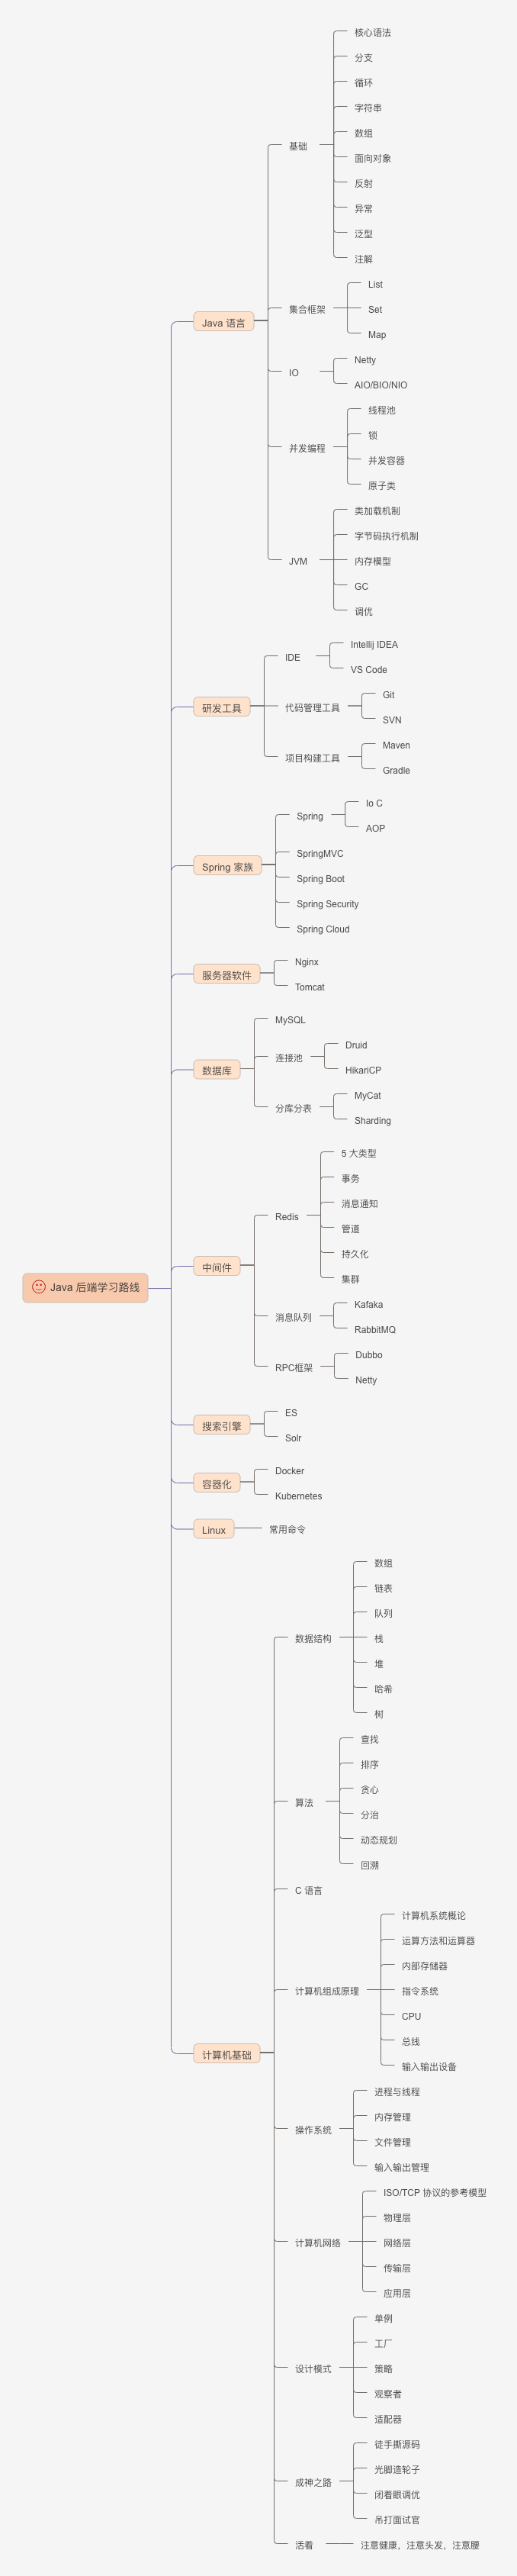 Java 后端学习路线
Java 语言
基础
核心语法
分支
循环
字符串
数组
面向对象
反射
异常
泛型
注解
集合框架
List
Set
Map
IO
Netty
AIO/BIO/NIO
并发编程
线程池
锁
并发容器
原子类
JVM
类加载机制
字节码执行机制
内存模型
GC
调优
研发工具
IDE
Intellij IDEA
VS Code
代码管理工具
Git
SVN
项目构建工具
Maven
Gradle
Spring 家族
Spring
Io C
AOP
SpringMVC
Spring Boot
Spring Security
Spring Cloud
服务器软件
Nginx
Tomcat
数据库
MySQL
连接池
Druid
HikariCP
分库分表
MyCat
Sharding
中间件
Redis
5 大类型
事务
消息通知
管道
持久化
集群
消息队列
Kafaka
RabbitMQ
RPC框架
Dubbo
Netty
搜索引擎
ES
Solr
容器化
Docker
Kubernetes
Linux
常用命令
计算机基础
数据结构
数组
链表
队列
栈
堆
哈希
树
算法
查找
排序
贪心
分治
动态规划
回溯
C 语言
计算机组成原理
计算机系统概论
运算方法和运算器
内部存储器
指令系统
CPU
总线
输入输出设备
操作系统
进程与线程
内存管理
文件管理
输入输出管理
计算机网络
ISO/TCP 协议的参考模型
物理层
网络层
传输层
应用层
设计模式
单例
工厂
策略
观察者
适配器
成神之路
徒手撕源码
光脚造轮子
闭着眼调优
吊打面试官
活着
注意健康，注意头发，注意腰